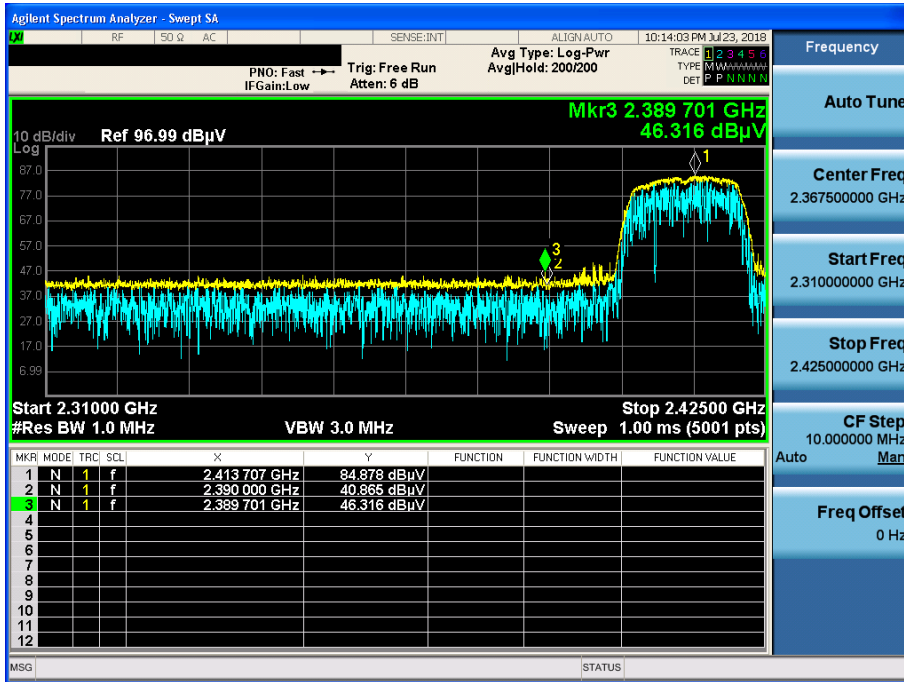 Agilent Spectrum Analyzer - Swept SA
LXI RF 50 Ω AC SENSE:INT ALIGN AUTO 10:14:03 PM Jul 23, 2018
Frequency
PNO: Fast
IFGain:Low
Trig: Free Run
Atten: 6 dB
Avg Type: Log-Pwr
Avg|Hold: 200/200
TRACE 1 2 3 4 5 6
TYPE M
DET P P N N N N
Auto Tune
Mkr3 2.389 701 GHz
46.316 dBµV
10 dB/div Ref 96.99 dBµV
Log
87.0
77.0
67.0
57.0
47.0
37.0
27.0
17.0
6.99
1
3
2
Start 2.31000 GHz
Stop 2.42500 GHz
#Res BW 1.0 MHz VBW 3.0 MHz Sweep 1.00 ms (5001 pts)
Center Freq
2.367500000 GHz
Start Freq
2.310000000 GHz
Stop Freq
2.425000000 GHz
CF Step
10.000000 MHz
Auto Man
Freq Offset
0 Hz
MKR MODE TRC SCL X Y FUNCTION FUNCTION WIDTH FUNCTION VALUE
1 N 1 f 2.413 707 GHz 84.878 dBµV
2 N 1 f 2.390 000 GHz 40.865 dBµV
3 N 1 f 2.389 701 GHz 46.316 dBµV
4
5
6
7
8
9
10
11
12
MSG STATUS